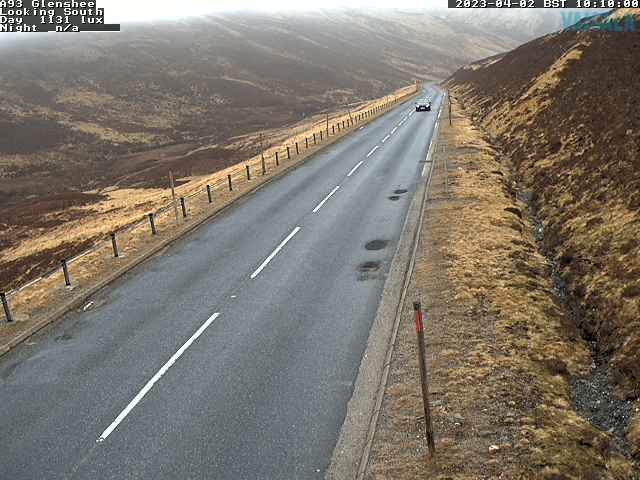 A93 Glenshee
2023-04-02 BST 10:10:00
Looking South
VAISALA
Day 1131 lux
Night n/a